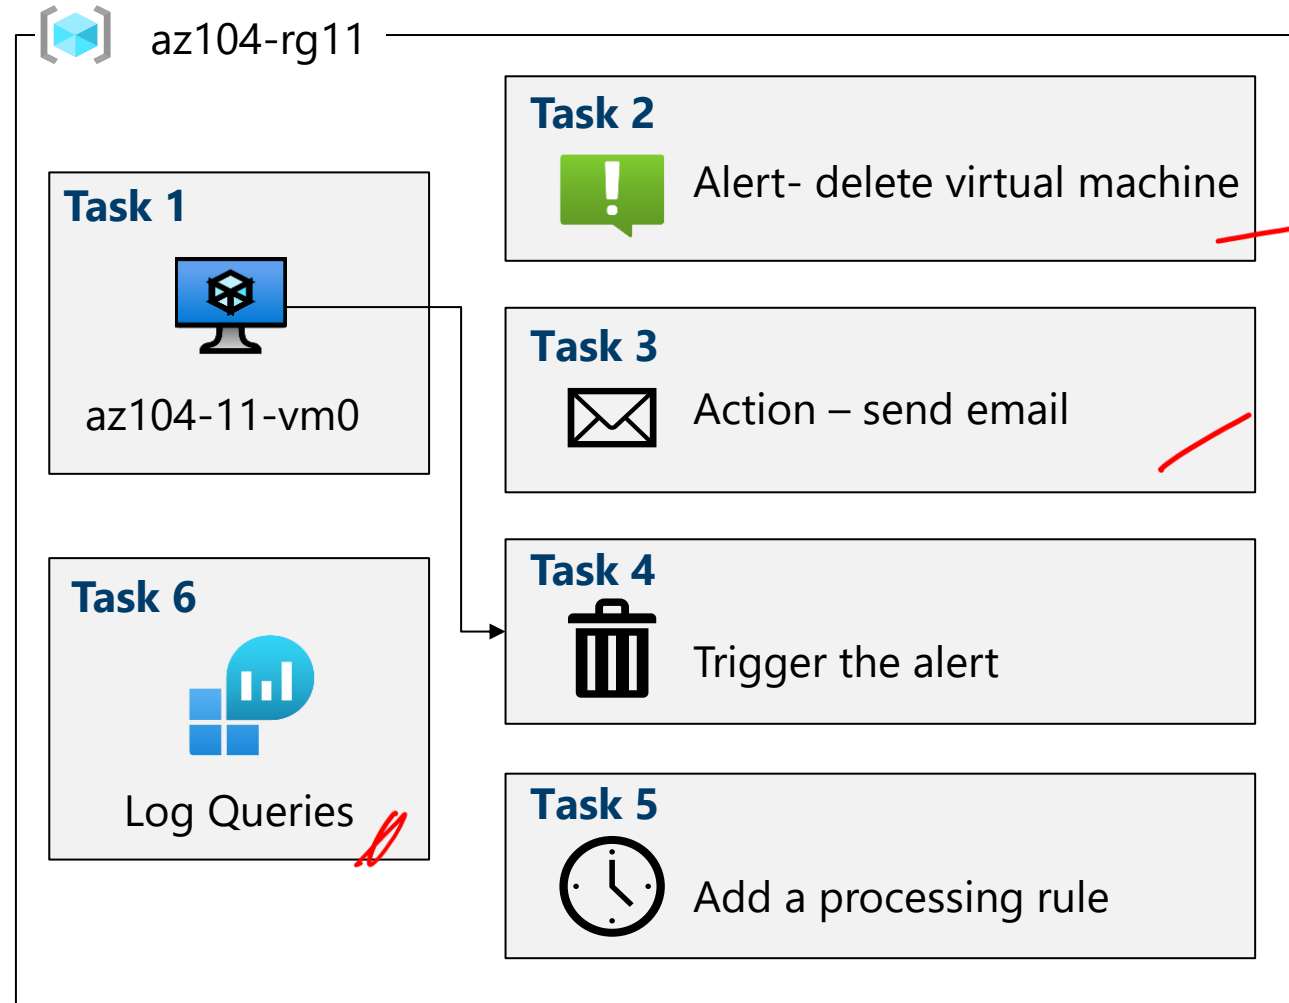 az104-rg11
Task 1
az104-11-vm0
Task 2
Alert- delete virtual machine
Task 3
Action – send email
Task 4
Trigger the alert
Task 5
Add a processing rule
Task 6
Log Queries